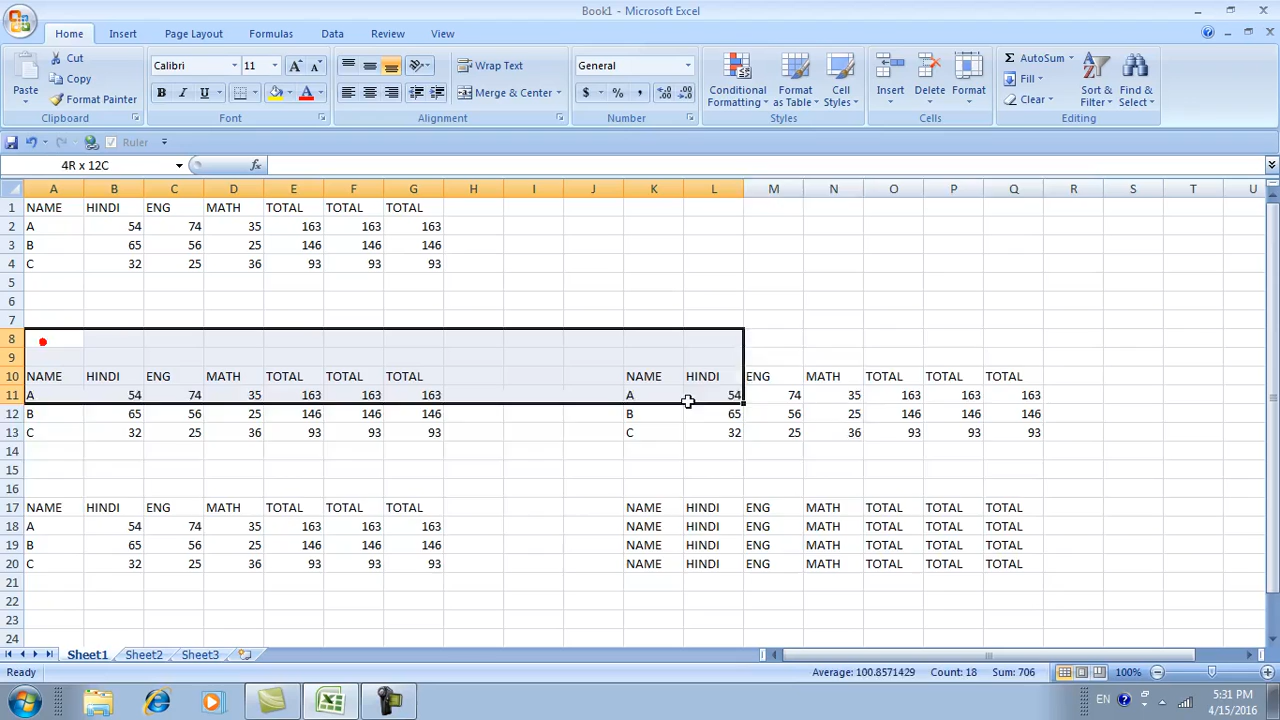 Book1 - Microsoft Excel
Home Insert Page Layout Formulas Data Review View
Cut
Copy
Format Painter
Paste
Clipboard
Calibri 11
B I U
Font
Wrap Text
Merge & Center
Alignment
General
$ % ,
Number
Conditional Formatting
Format as Table
Cell Styles
Styles
Insert Delete Format
Cells
AutoSum
Fill
Clear
Sort & Filter
Find & Select
Editing
Ruler
4R x 12C fx
A B C D E F G H I J K L M N O P Q R S T U
1 NAME HINDI ENG MATH TOTAL TOTAL TOTAL
2 A 54 74 35 163 163 163
3 B 65 56 25 146 146 146
4 C 32 25 36 93 93 93
5
6
7
8
9
10 NAME HINDI ENG MATH TOTAL TOTAL TOTAL NAME HINDI ENG MATH TOTAL TOTAL TOTAL
11 A 54 74 35 163 163 163 A 54 74 35 163 163 163
12 B 65 56 25 146 146 146 B 65 56 25 146 146 146
13 C 32 25 36 93 93 93 C 32 25 36 93 93 93
14
15
16
17 NAME HINDI ENG MATH TOTAL TOTAL TOTAL NAME HINDI ENG MATH TOTAL TOTAL TOTAL
18 A 54 74 35 163 163 163 NAME HINDI ENG MATH TOTAL TOTAL TOTAL
19 B 65 56 25 146 146 146 NAME HINDI ENG MATH TOTAL TOTAL TOTAL
20 C 32 25 36 93 93 93 NAME HINDI ENG MATH TOTAL TOTAL TOTAL
21
22
23
24
Sheet1 Sheet2 Sheet3
Ready Average: 100.8571429 Count: 18 Sum: 706 100%
EN 5:31 PM
4/15/2016